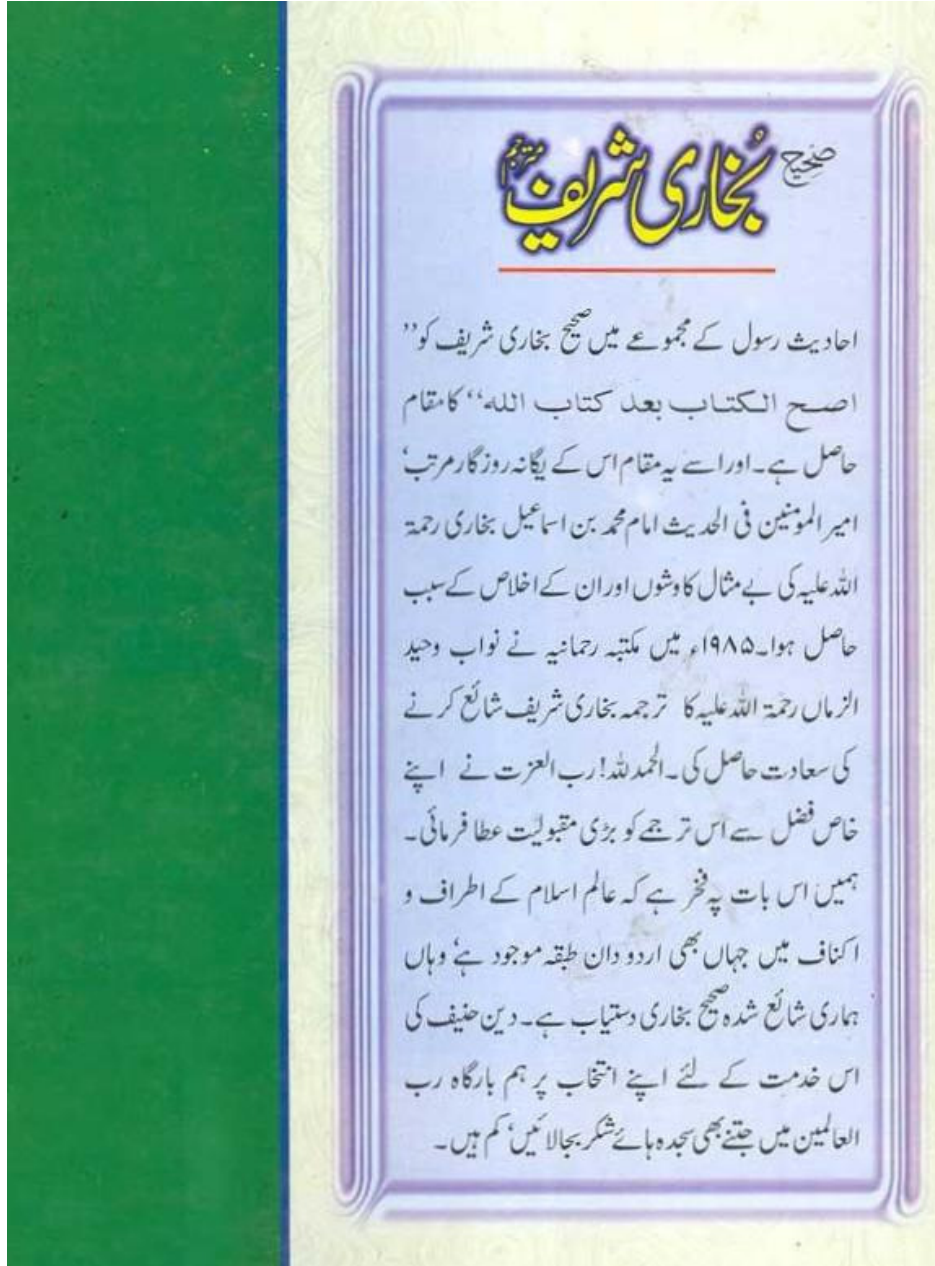 صحیح بخاری شریف مترجم
احادیث رسول کے مجموعے میں صحیح بخاری شریف کو ’’
اصح الکتاب بعد کتاب اللہ‘‘ کا مقام
حاصل ہے۔ اور اسے یہ مقام اس کے یگانہ روزگار مرتب‘
امیر المومنین فی الحدیث امام محمد بن اسماعیل بخاری رحمۃ
اللہ علیہ کی بے مثال کاوشوں اور ان کے اخلاص کے سبب
حاصل ہوا۔ ۱۹۸۵ء میں مکتبہ رحمانیہ نے نواب وحید
الزماں رحمۃ اللہ علیہ کا ترجمہ بخاری شریف شائع کرنے
کی سعادت حاصل کی۔ الحمد للہ! رب العزت نے اپنے
خاص فضل سے اس ترجمے کو بڑی مقبولیت عطا فرمائی۔
ہمیں اس بات پہ فخر ہے کہ عالم اسلام کے اطراف و
اکناف میں جہاں بھی اردو دان طبقہ موجود ہے‘ وہاں
ہماری شائع شدہ صحیح بخاری دستیاب ہے۔ دین حنیف کی
اس خدمت کے لئے اپنے انتخاب پر ہم بارگاہ رب
العالمین میں جتنے بھی سجدہ ہائے شکر بجا لائیں‘ کم ہیں۔